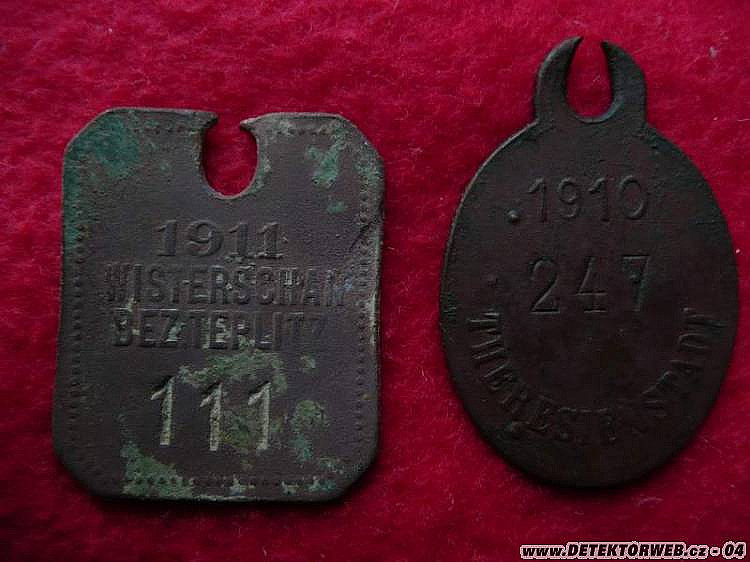 1911
WISTERSCHAN
BEZ.TEPLITZ
111
1910
247
THERESIENSTADT
www.DETEKTORWEB.cz - 04